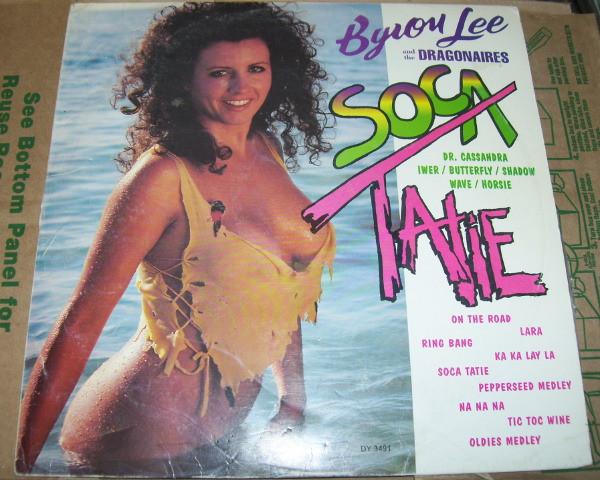 Byron Lee
and the DRAGONAIRES
SOCA
TATIE
DR. CASSANDRA
IWER / BUTTERFLY / SHADOW
WAVE / HORSIE
ON THE ROAD
LARA
RING BANG
KA KA LAY LA
SOCA TATIE
PEPPERSEED MEDLEY
NA NA NA
TIC TOC WINE
OLDIES MEDLEY
DY 3491
See Bottom Panel for
Reuse